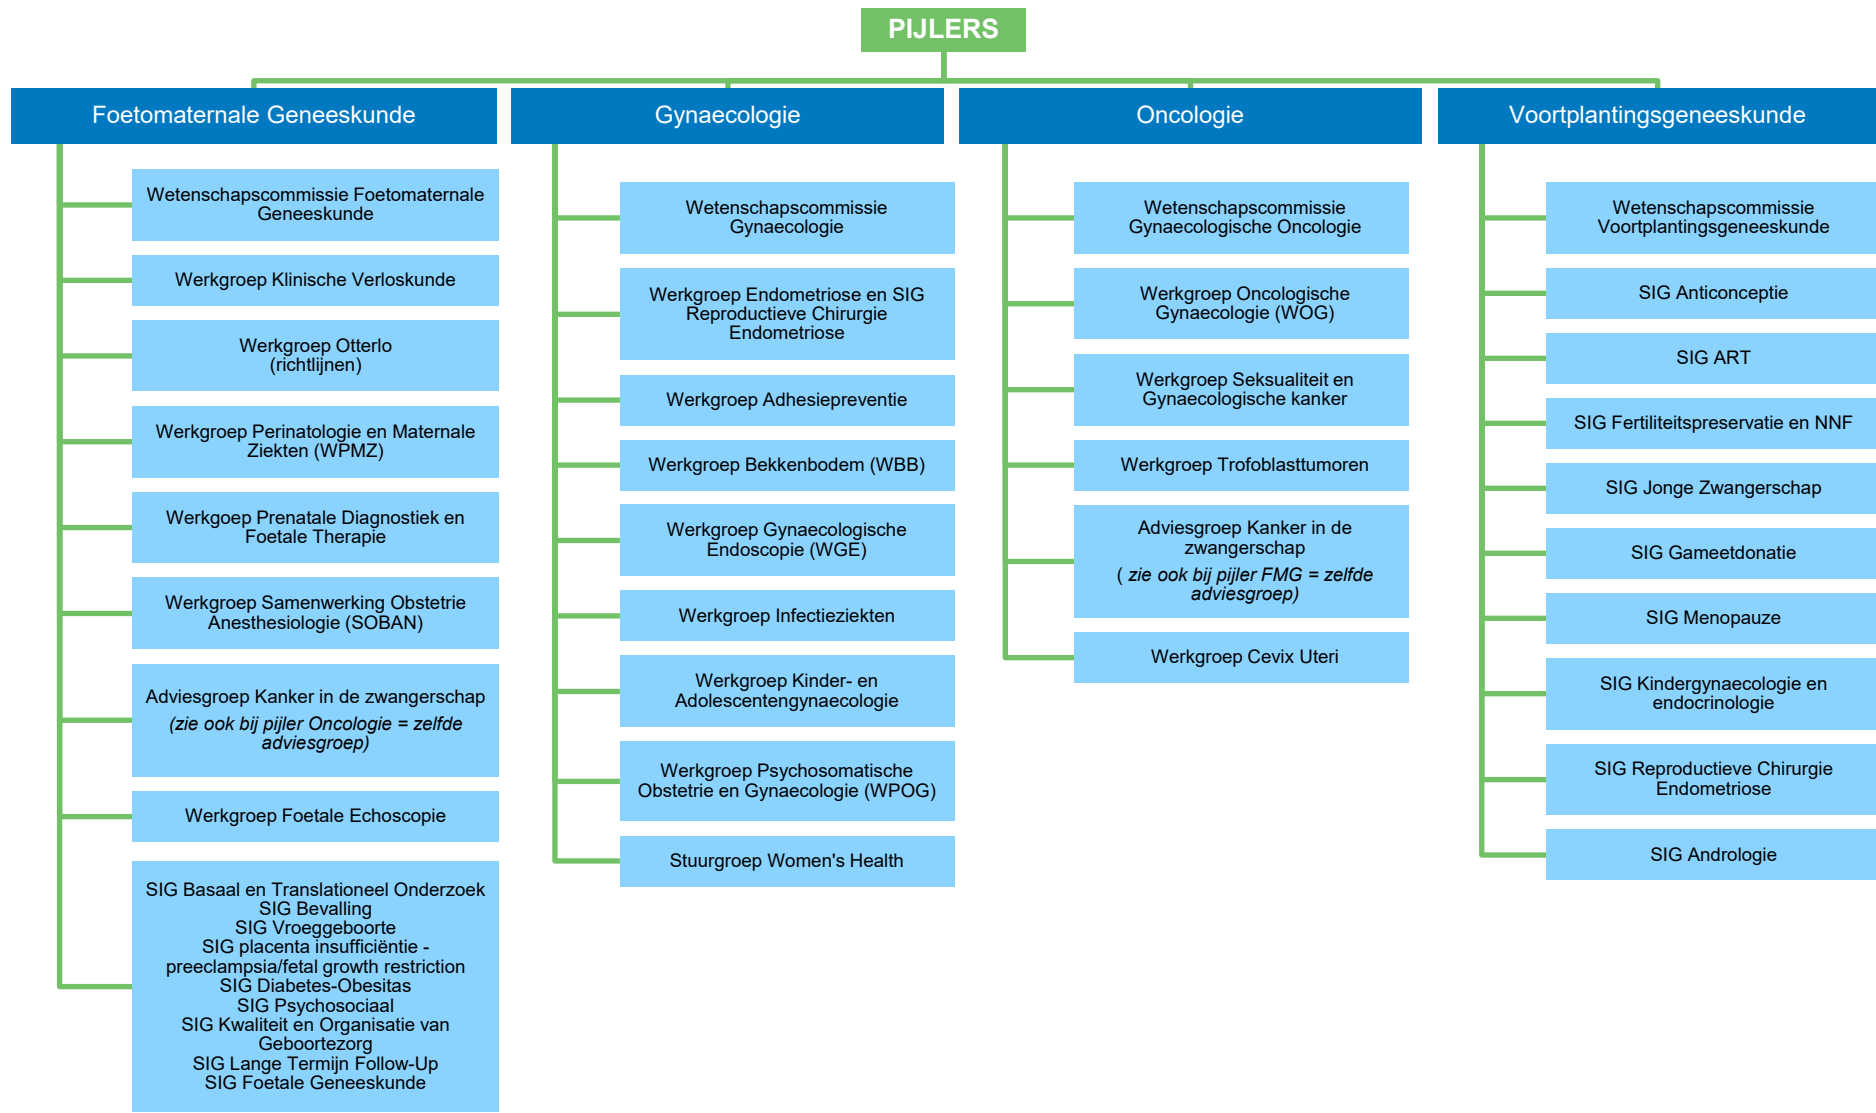 PIJLERS
Foetomaternale Geneeskunde
Wetenschapscommissie Foetomaternale
Geneeskunde
Werkgroep Klinische Verloskunde
Werkgroep Otterlo
(richtlijnen)
Werkgroep Perinatologie en Maternale
Ziekten (WPMZ)
Werkgoep Prenatale Diagnostiek en
Foetale Therapie
Werkgroep Samenwerking Obstetrie
Anesthesiologie (SOBAN)
Adviesgroep Kanker in de zwangerschap
(zie ook bij pijler Oncologie = zelfde
adviesgroep)
Werkgroep Foetale Echoscopie
SIG Basaal en Translationeel Onderzoek
SIG Bevalling
SIG Vroeggeboorte
SIG placenta insufficiëntie -
preeclampsia/fetal growth restriction
SIG Diabetes-Obesitas
SIG Psychosociaal
SIG Kwaliteit en Organisatie van
Geboortezorg
SIG Lange Termijn Follow-Up
SIG Foetale Geneeskunde
Gynaecologie
Wetenschapscommissie
Gynaecologie
Werkgroep Endometriose en SIG
Reproductieve Chirurgie
Endometriose
Werkgroep Adhesiepreventie
Werkgroep Bekkenbodem (WBB)
Werkgroep Gynaecologische
Endoscopie (WGE)
Werkgroep Infectieziekten
Werkgroep Kinder- en
Adolescentengynaecologie
Werkgroep Psychosomatische
Obstetrie en Gynaecologie (WPOG)
Stuurgroep Women's Health
Oncologie
Wetenschapscommissie
Gynaecologische Oncologie
Werkgroep Oncologische
Gynaecologie (WOG)
Werkgroep Seksualiteit en
Gynaecologische kanker
Werkgroep Trofoblasttumoren
Adviesgroep Kanker in de
zwangerschap
( zie ook bij pijler FMG = zelfde
adviesgroep)
Werkgroep Cevix Uteri
Voortplantingsgeneeskunde
Wetenschapscommissie
Voortplantingsgeneeskunde
SIG Anticonceptie
SIG ART
SIG Fertiliteitspreservatie en NNF
SIG Jonge Zwangerschap
SIG Gameetdonatie
SIG Menopauze
SIG Kindergynaecologie en
endocrinologie
SIG Reproductieve Chirurgie
Endometriose
SIG Andrologie